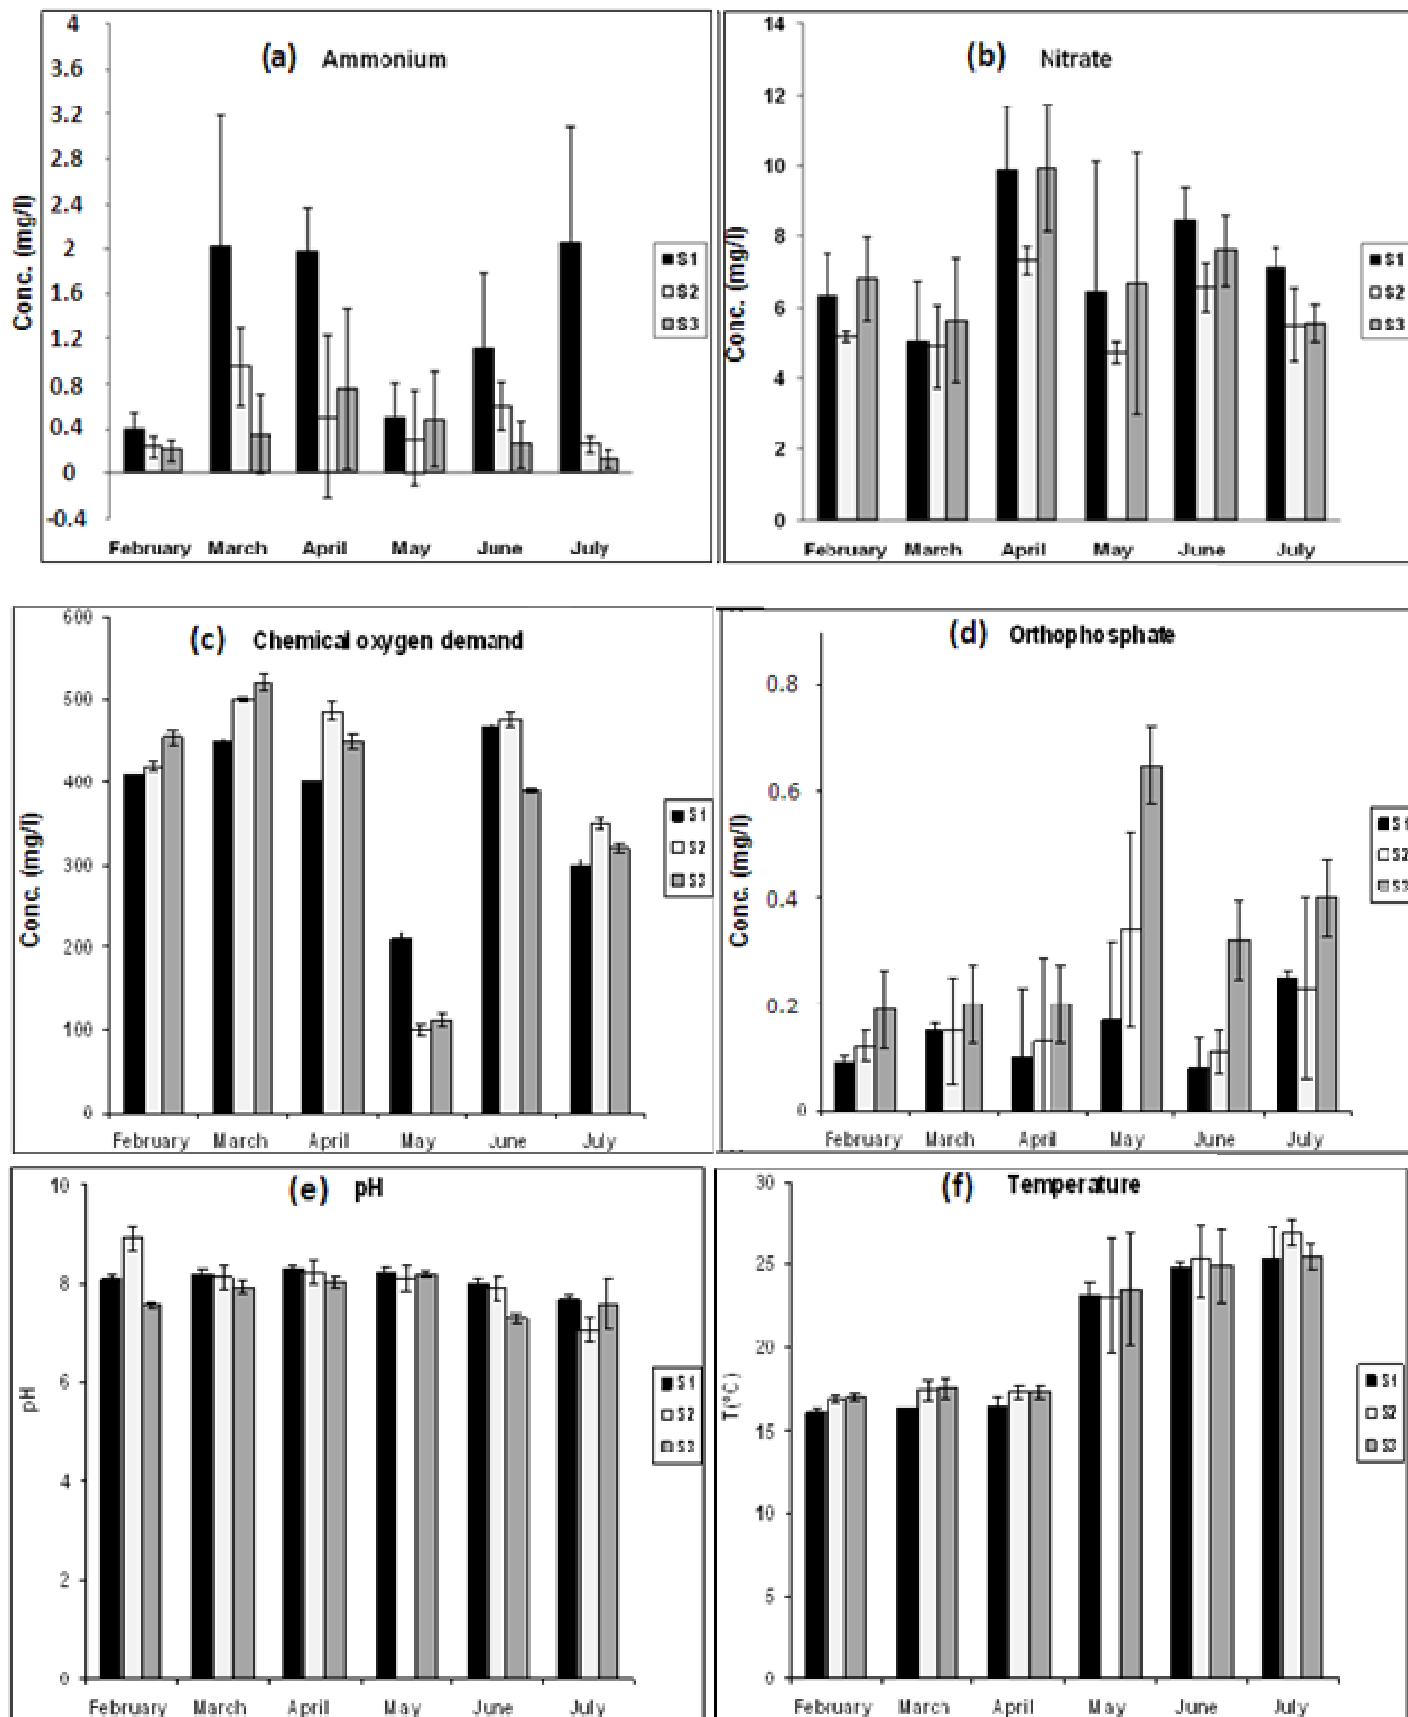 (a) Ammonium
Conc. (mg/l)
4
3.6
3.2
2.8
2.4
2
1.6
1.2
0.8
0.4
0
-0.4
February March April May June July
S1
S2
S3
(b) Nitrate
Conc. (mg/l)
14
12
10
8
6
4
2
0
February March April May June July
S1
S2
S3
(c) Chemical oxygen demand
Conc. (mg/l)
600
500
400
300
200
100
0
February March April May June July
S1
S2
S3
(d) Orthophosphate
Conc. (mg/l)
0.8
0.6
0.4
0.2
0
February March April May June July
S1
S2
S3
(e) pH
pH
10
8
6
4
2
0
February March April May June July
S1
S2
S3
(f) Temperature
T(°C)
30
25
20
15
10
5
0
February March April May June July
S1
S2
S3